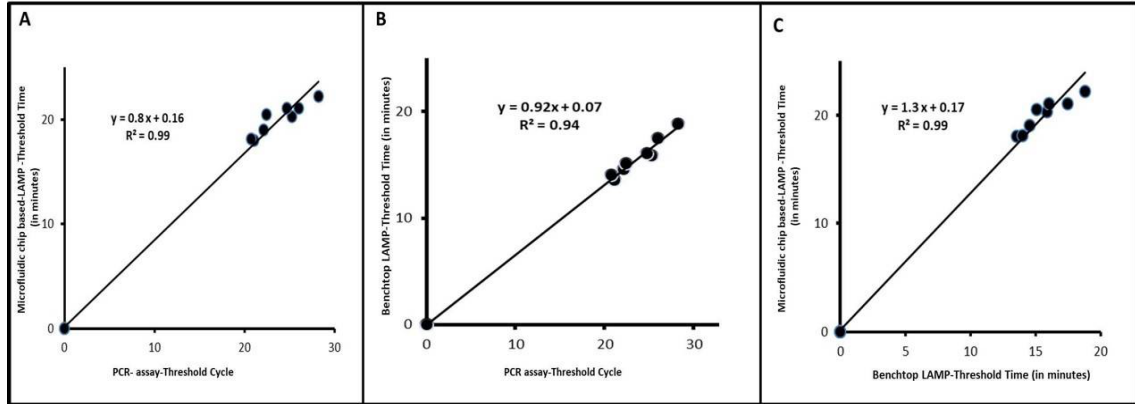 A
Microfluidic chip based-LAMP -Threshold Time
(in minutes)
20
10
0
y = 0.8x + 0.16
R² = 0.99
0 10 20 30
PCR- assay-Threshold Cycle
B
Benchtop LAMP-Threshold Time (in minutes)
20
10
0
y = 0.92x + 0.07
R² = 0.94
0 10 20 30
PCR assay-Threshold Cycle
C
Microfluidic chip based-LAMP -Threshold Time
(in minutes)
20
10
0
y = 1.3x + 0.17
R² = 0.99
0 5 10 15 20
Benchtop LAMP-Threshold Time (in minutes)